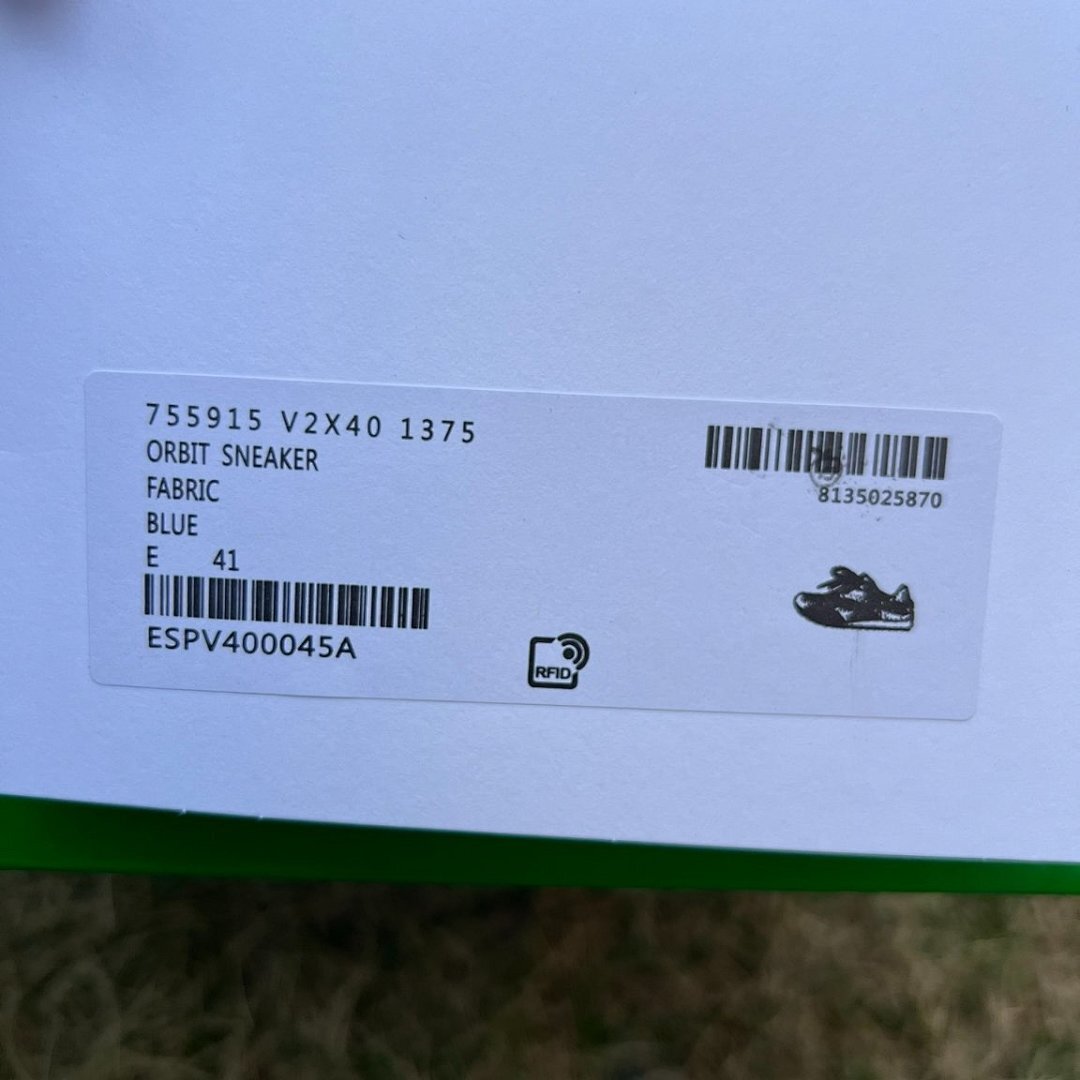 755915 V2X40 1375
ORBIT SNEAKER
FABRIC
BLUE
E 41
ESPV400045A
8135025870
RFID